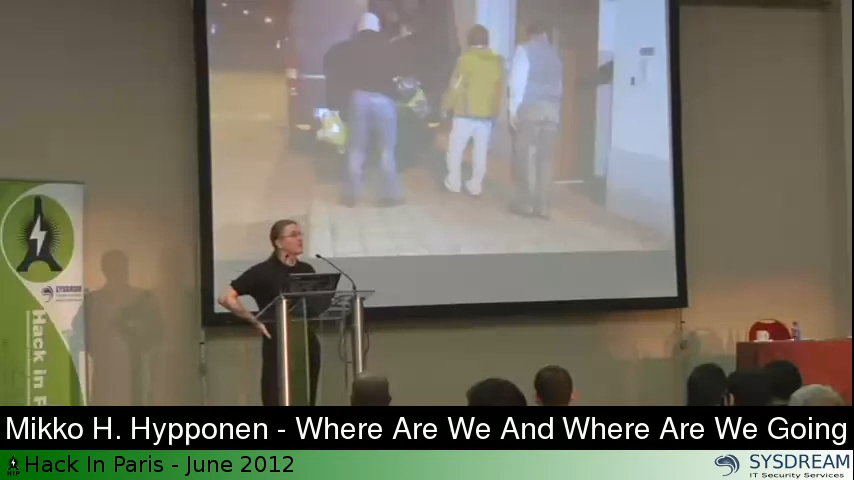 SYSDREAM
Hack in P
Mikko H. Hypponen - Where Are We And Where Are We Going
HIP
Hack In Paris - June 2012
SYSDREAM
IT Security Services